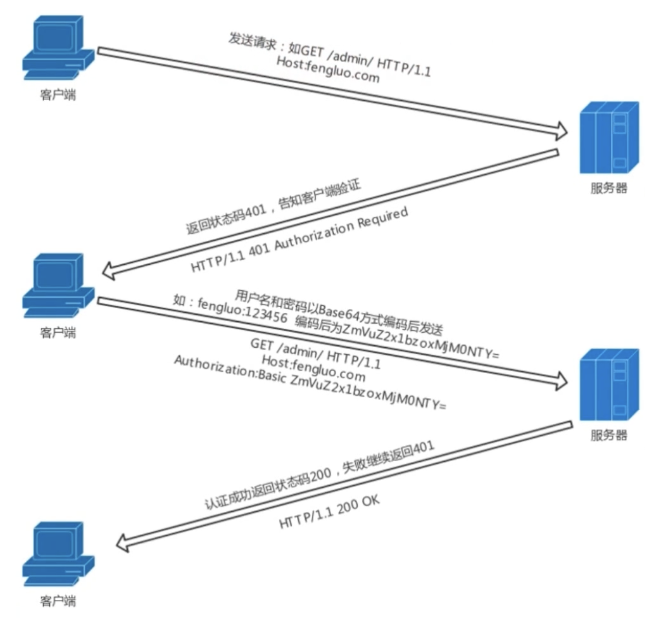 发送请求：如GET /admin/ HTTP/1.1
Host:fengluo.com
客户端
服务器
返回状态码401，告知客户端验证
HTTP/1.1 401 Authorization Required
客户端
用户名和密码以Base64方式编码后发送
如：fengluo:123456 编码后为ZmVuZ2x1bzoxMjM0NTY=
GET /admin/ HTTP/1.1
Host:fengluo.com
Authorization:Basic ZmVuZ2x1bzoxMjM0NTY=
服务器
认证成功返回状态码200，失败继续返回401
HTTP/1.1 200 OK
客户端